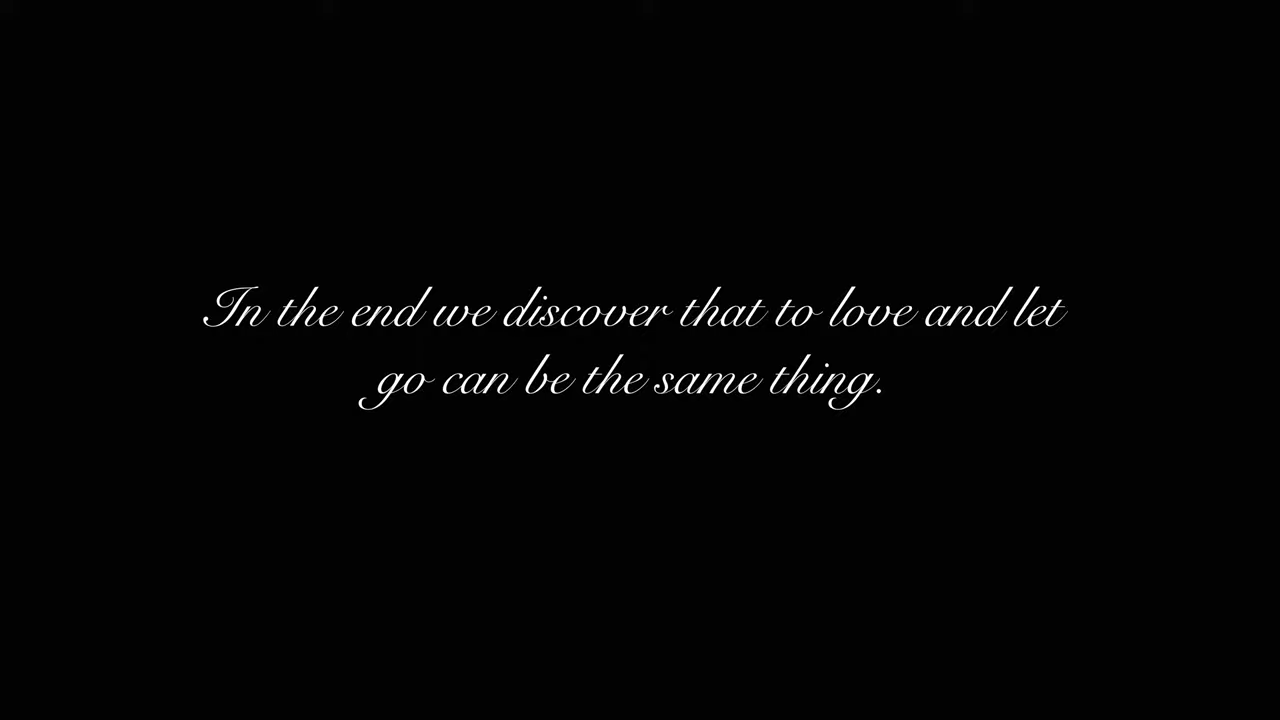 In the end we discover that to love and let
go can be the same thing.